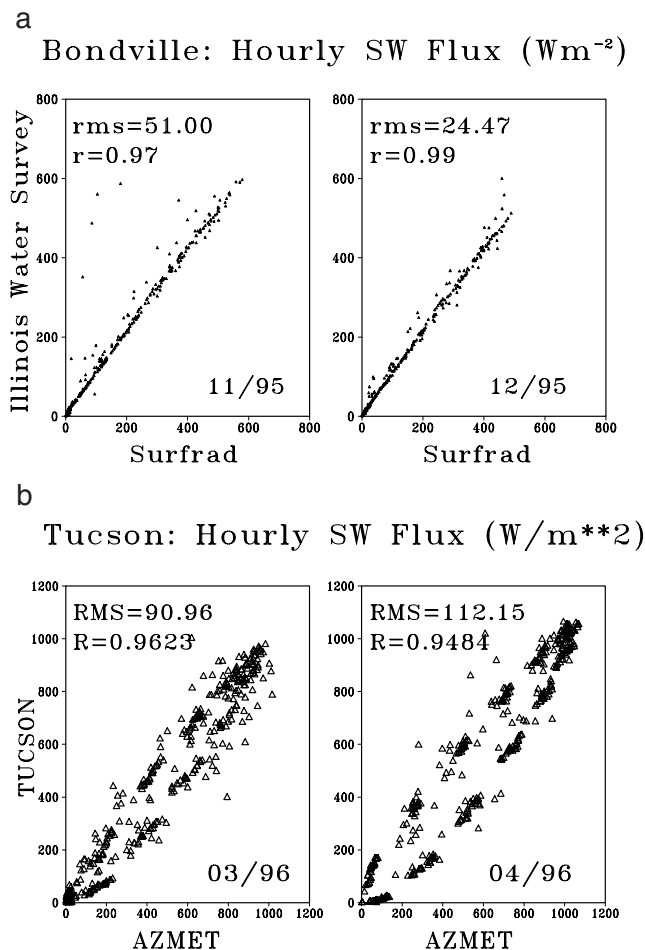 a
Bondville: Hourly SW Flux (Wm⁻²)
Illinois Water Survey
800
600
400
200
0
rms=51.00
r=0.97
11/95
0 200 400 600 800
Surfrad
800
600
400
200
0
rms=24.47
r=0.99
12/95
0 200 400 600 800
Surfrad
b
Tucson: Hourly SW Flux (W/m**2)
TUCSON
1200
1000
800
600
400
200
0
RMS=90.96
R=0.9623
03/96
0 200 400 600 800 1000 1200
AZMET
1200
1000
800
600
400
200
0
RMS=112.15
R=0.9484
04/96
0 200 400 600 800 1000 1200
AZMET